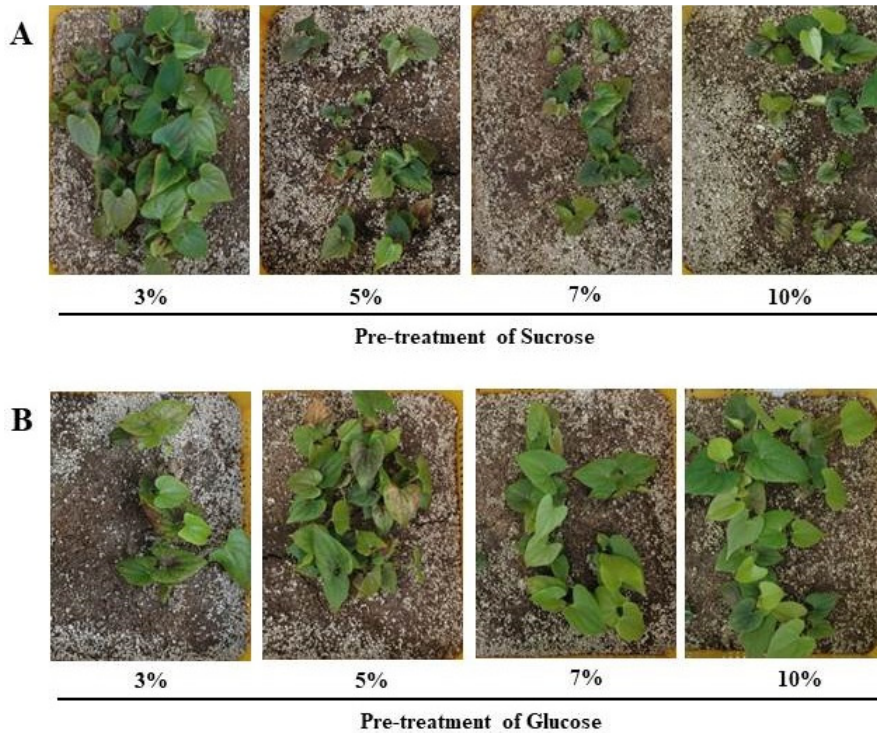 A
3% 5% 7% 10%
Pre-treatment of Sucrose
B
3% 5% 7% 10%
Pre-treatment of Glucose